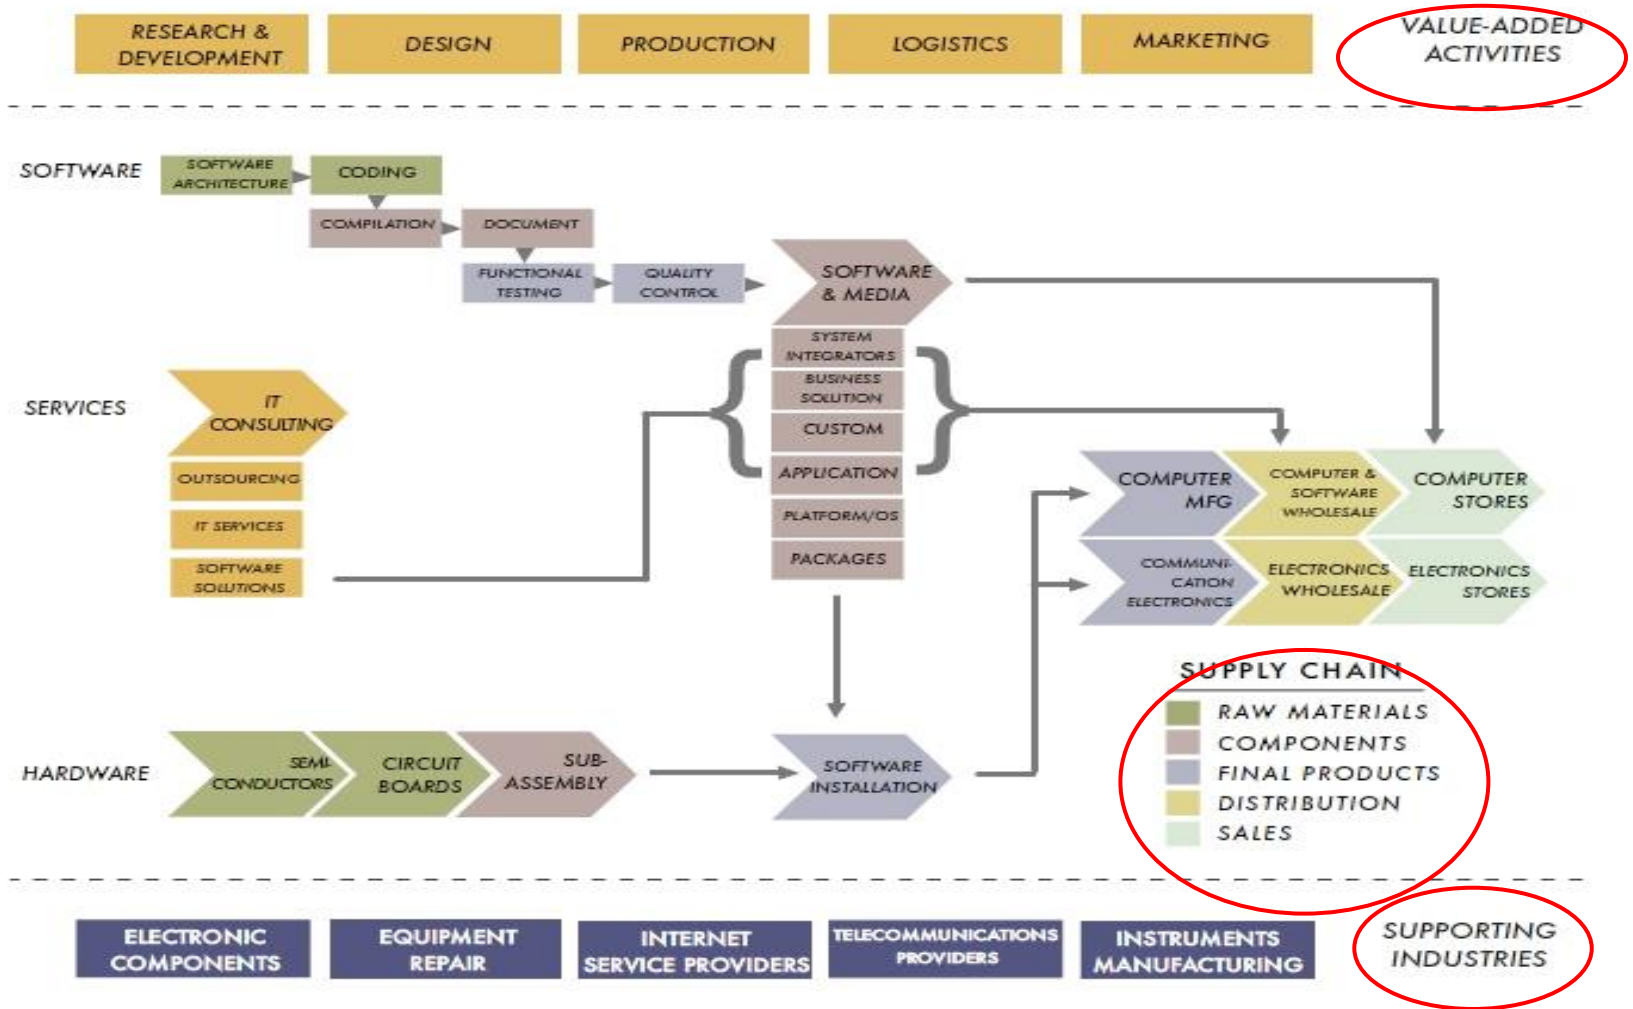 RESEARCH &
DEVELOPMENT
DESIGN
PRODUCTION
LOGISTICS
MARKETING
VALUE-ADDED
ACTIVITIES
SOFTWARE
SOFTWARE
ARCHITECTURE
CODING
COMPILATION
DOCUMENT
FUNCTIONAL
TESTING
QUALITY
CONTROL
SOFTWARE
& MEDIA
SYSTEM
INTEGRATORS
BUSINESS
SOLUTION
CUSTOM
APPLICATION
PLATFORM/OS
PACKAGES
SERVICES
IT
CONSULTING
OUTSOURCING
IT SERVICES
SOFTWARE
SOLUTIONS
COMPUTER
MFG
COMPUTER &
SOFTWARE
WHOLESALE
COMPUTER
STORES
COMMUNI-
CATION
ELECTRONICS
ELECTRONICS
WHOLESALE
ELECTRONICS
STORES
HARDWARE
SEMI-
CONDUCTORS
CIRCUIT
BOARDS
SUB-
ASSEMBLY
SOFTWARE
INSTALLATION
SUPPLY CHAIN
RAW MATERIALS
COMPONENTS
FINAL PRODUCTS
DISTRIBUTION
SALES
ELECTRONIC
COMPONENTS
EQUIPMENT
REPAIR
INTERNET
SERVICE PROVIDERS
TELECOMMUNICATIONS
PROVIDERS
INSTRUMENTS
MANUFACTURING
SUPPORTING
INDUSTRIES